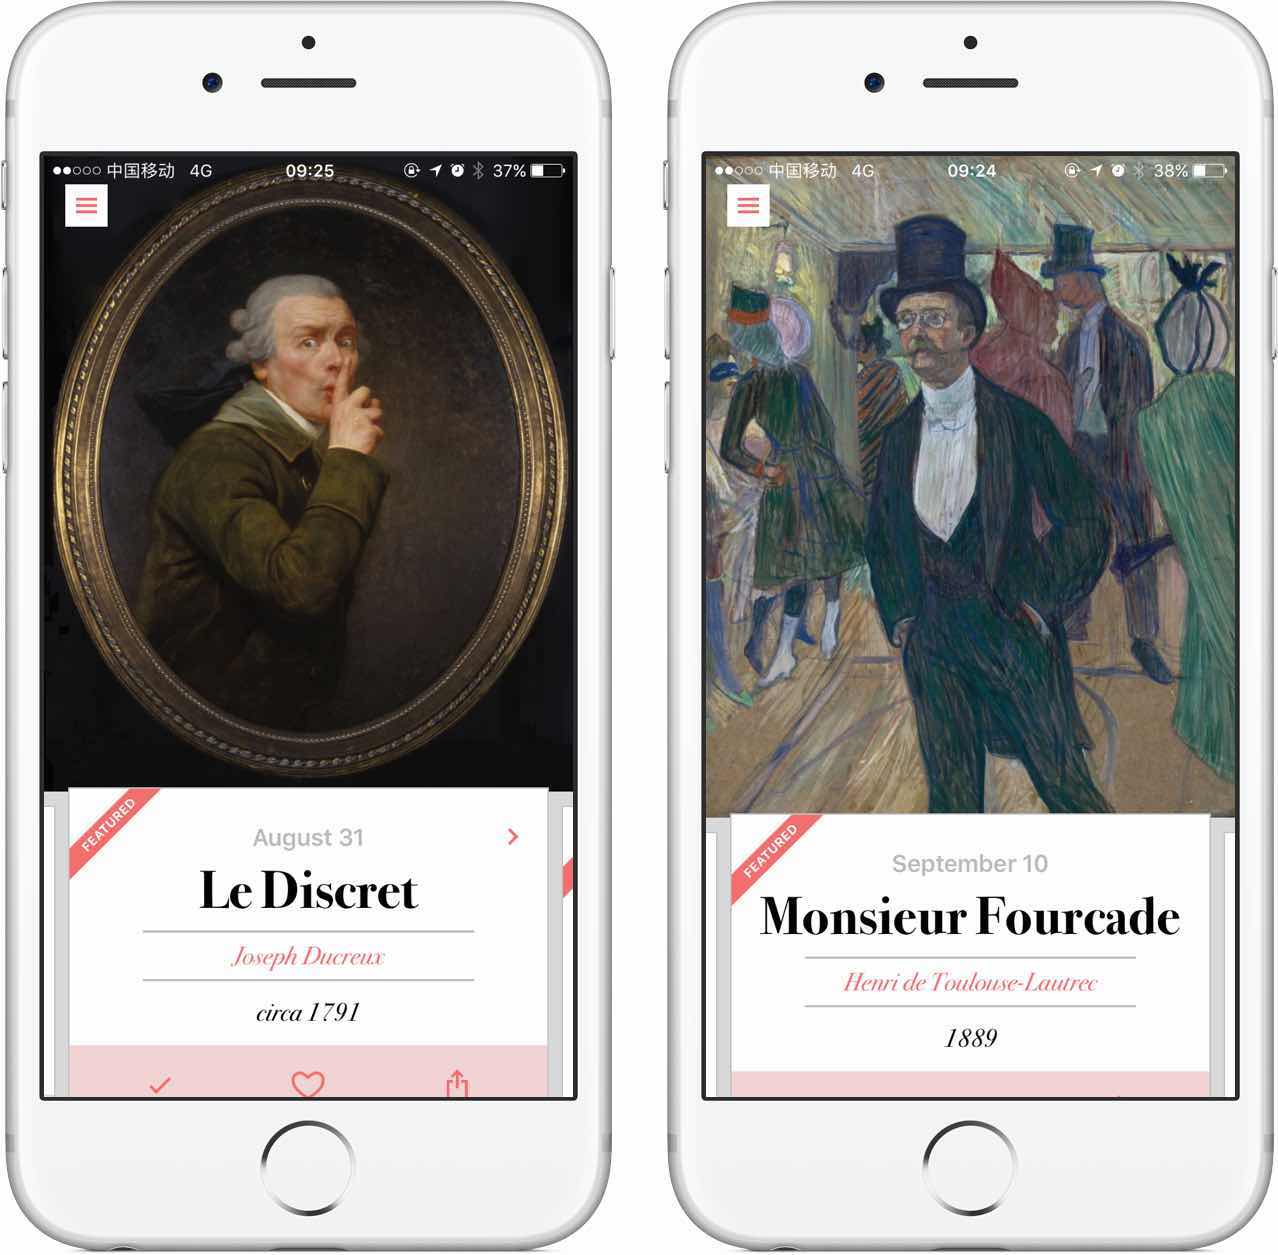 中国移动 4G 09:25 37%
FEATURED
August 31
Le Discret
Joseph Ducreux
circa 1791
中国移动 4G 09:24 38%
FEATURED
September 10
Monsieur Fourcade
Henri de Toulouse-Lautrec
1889